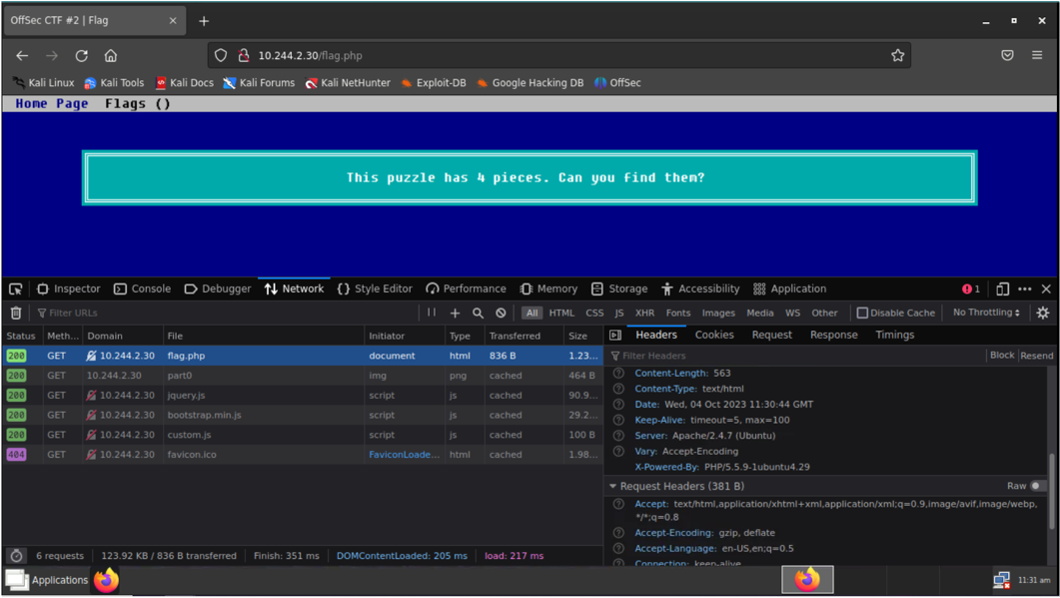 OffSec CTF #2 | Flag
10.244.2.30/flag.php
Kali Linux Kali Tools Kali Docs Kali Forums Kali NetHunter Exploit-DB Google Hacking DB OffSec
Home Page Flags ()
This puzzle has 4 pieces. Can you find them?
Inspector Console Debugger Network Style Editor Performance Memory Storage Accessibility Application 1
Filter URLs All HTML CSS JS XHR Fonts Images Media WS Other Disable Cache No Throttling
Status Meth... Domain File Initiator Type Transferred Size
200 GET 10.244.2.30 flag.php document html 836 B 1.23...
200 GET 10.244.2.30 part0 img png cached 464 B
200 GET 10.244.2.30 jquery.js script js cached 90.9...
200 GET 10.244.2.30 bootstrap.min.js script js cached 29.2...
200 GET 10.244.2.30 custom.js script js cached 100 B
404 GET 10.244.2.30 favicon.ico FaviconLoade... html cached 1.98...
Headers Cookies Request Response Timings
Filter Headers Block Resend
Content-Length: 563
Content-Type: text/html
Date: Wed, 04 Oct 2023 11:30:44 GMT
Keep-Alive: timeout=5, max=100
Server: Apache/2.4.7 (Ubuntu)
Vary: Accept-Encoding
X-Powered-By: PHP/5.5.9-1ubuntu4.29
Request Headers (381 B) Raw
Accept: text/html,application/xhtml+xml,application/xml;q=0.9,image/avif,image/webp,
*/*;q=0.8
Accept-Encoding: gzip, deflate
Accept-Language: en-US,en;q=0.5
Connection: keep-alive
6 requests 123.92 KB / 836 B transferred Finish: 351 ms DOMContentLoaded: 205 ms load: 217 ms
Applications 11:31 am